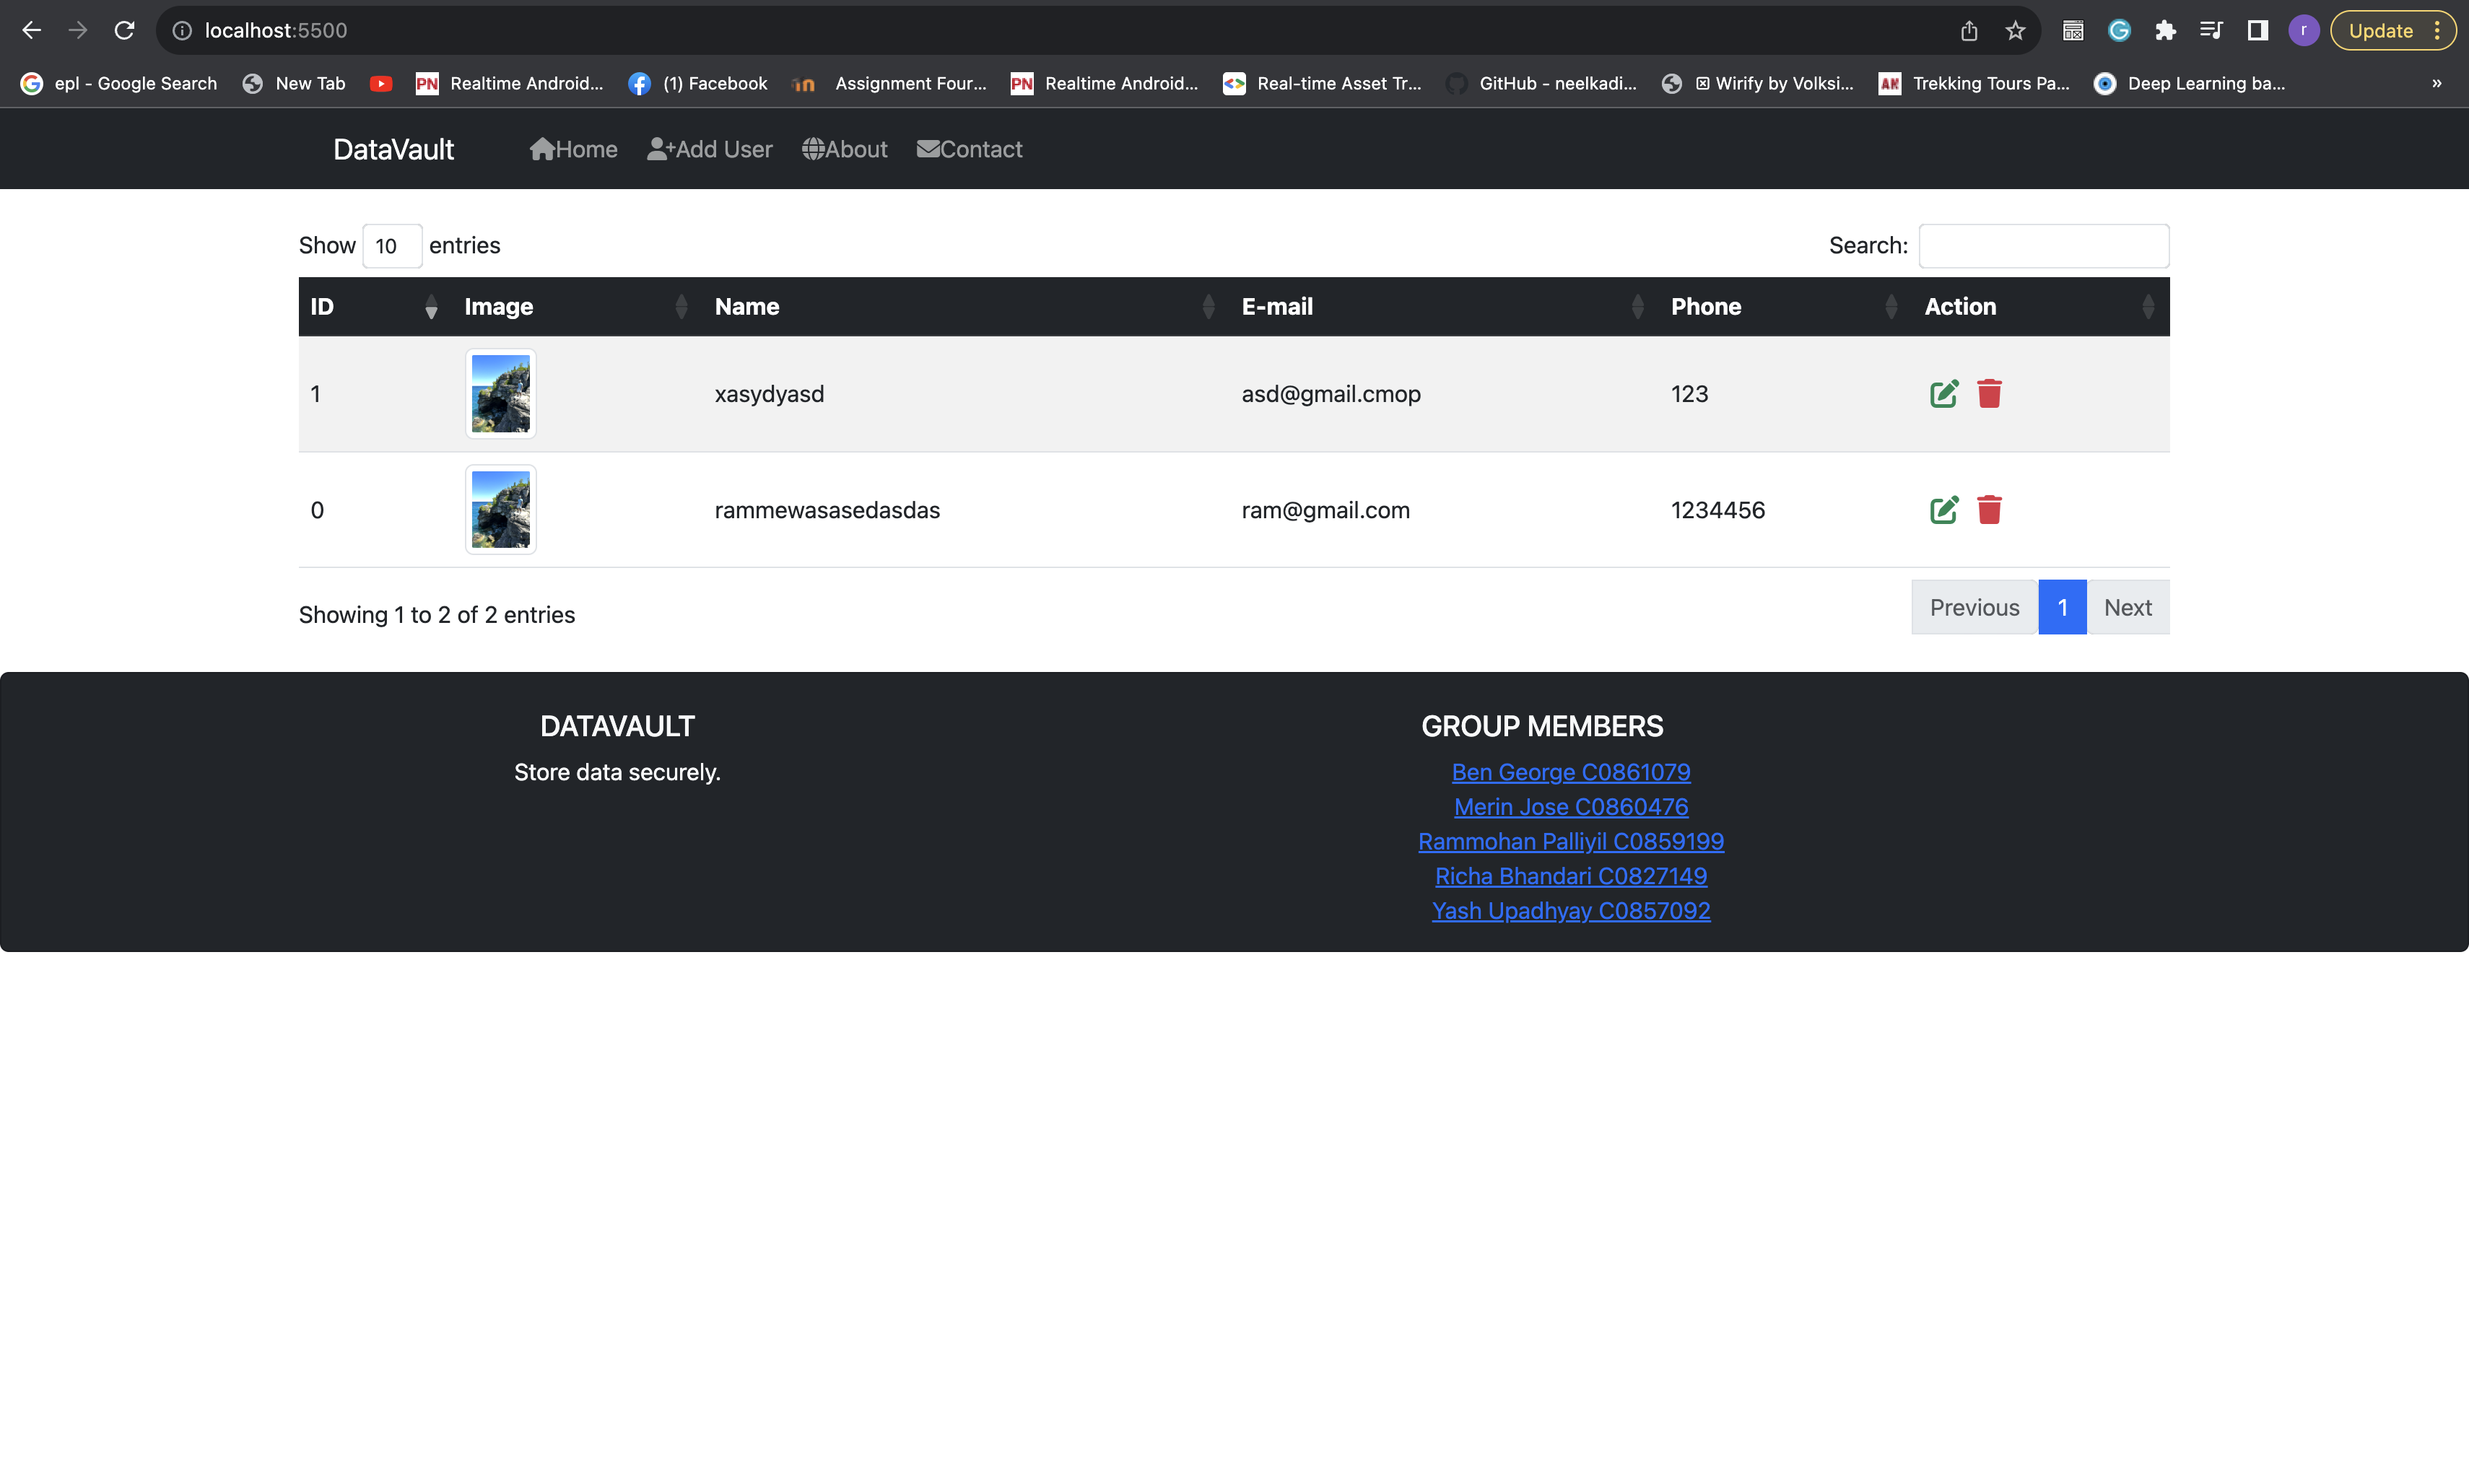 localhost:5500
Update
epl - Google Search New Tab PN Realtime Android... (1) Facebook Assignment Four... PN Realtime Android... Real-time Asset Tr... GitHub - neelkadi... Wirify by Volksi... Trekking Tours Pa... Deep Learning ba... »
DataVault Home Add User About Contact
Show 10 entries Search:
ID Image Name E-mail Phone Action
1 xasydyasd asd@gmail.cmop 123
0 rammewasasedasdas ram@gmail.com 1234456
Showing 1 to 2 of 2 entries Previous 1 Next
DATAVAULT
Store data securely.
GROUP MEMBERS
Ben George C0861079
Merin Jose C0860476
Rammohan Palliyil C0859199
Richa Bhandari C0827149
Yash Upadhyay C0857092